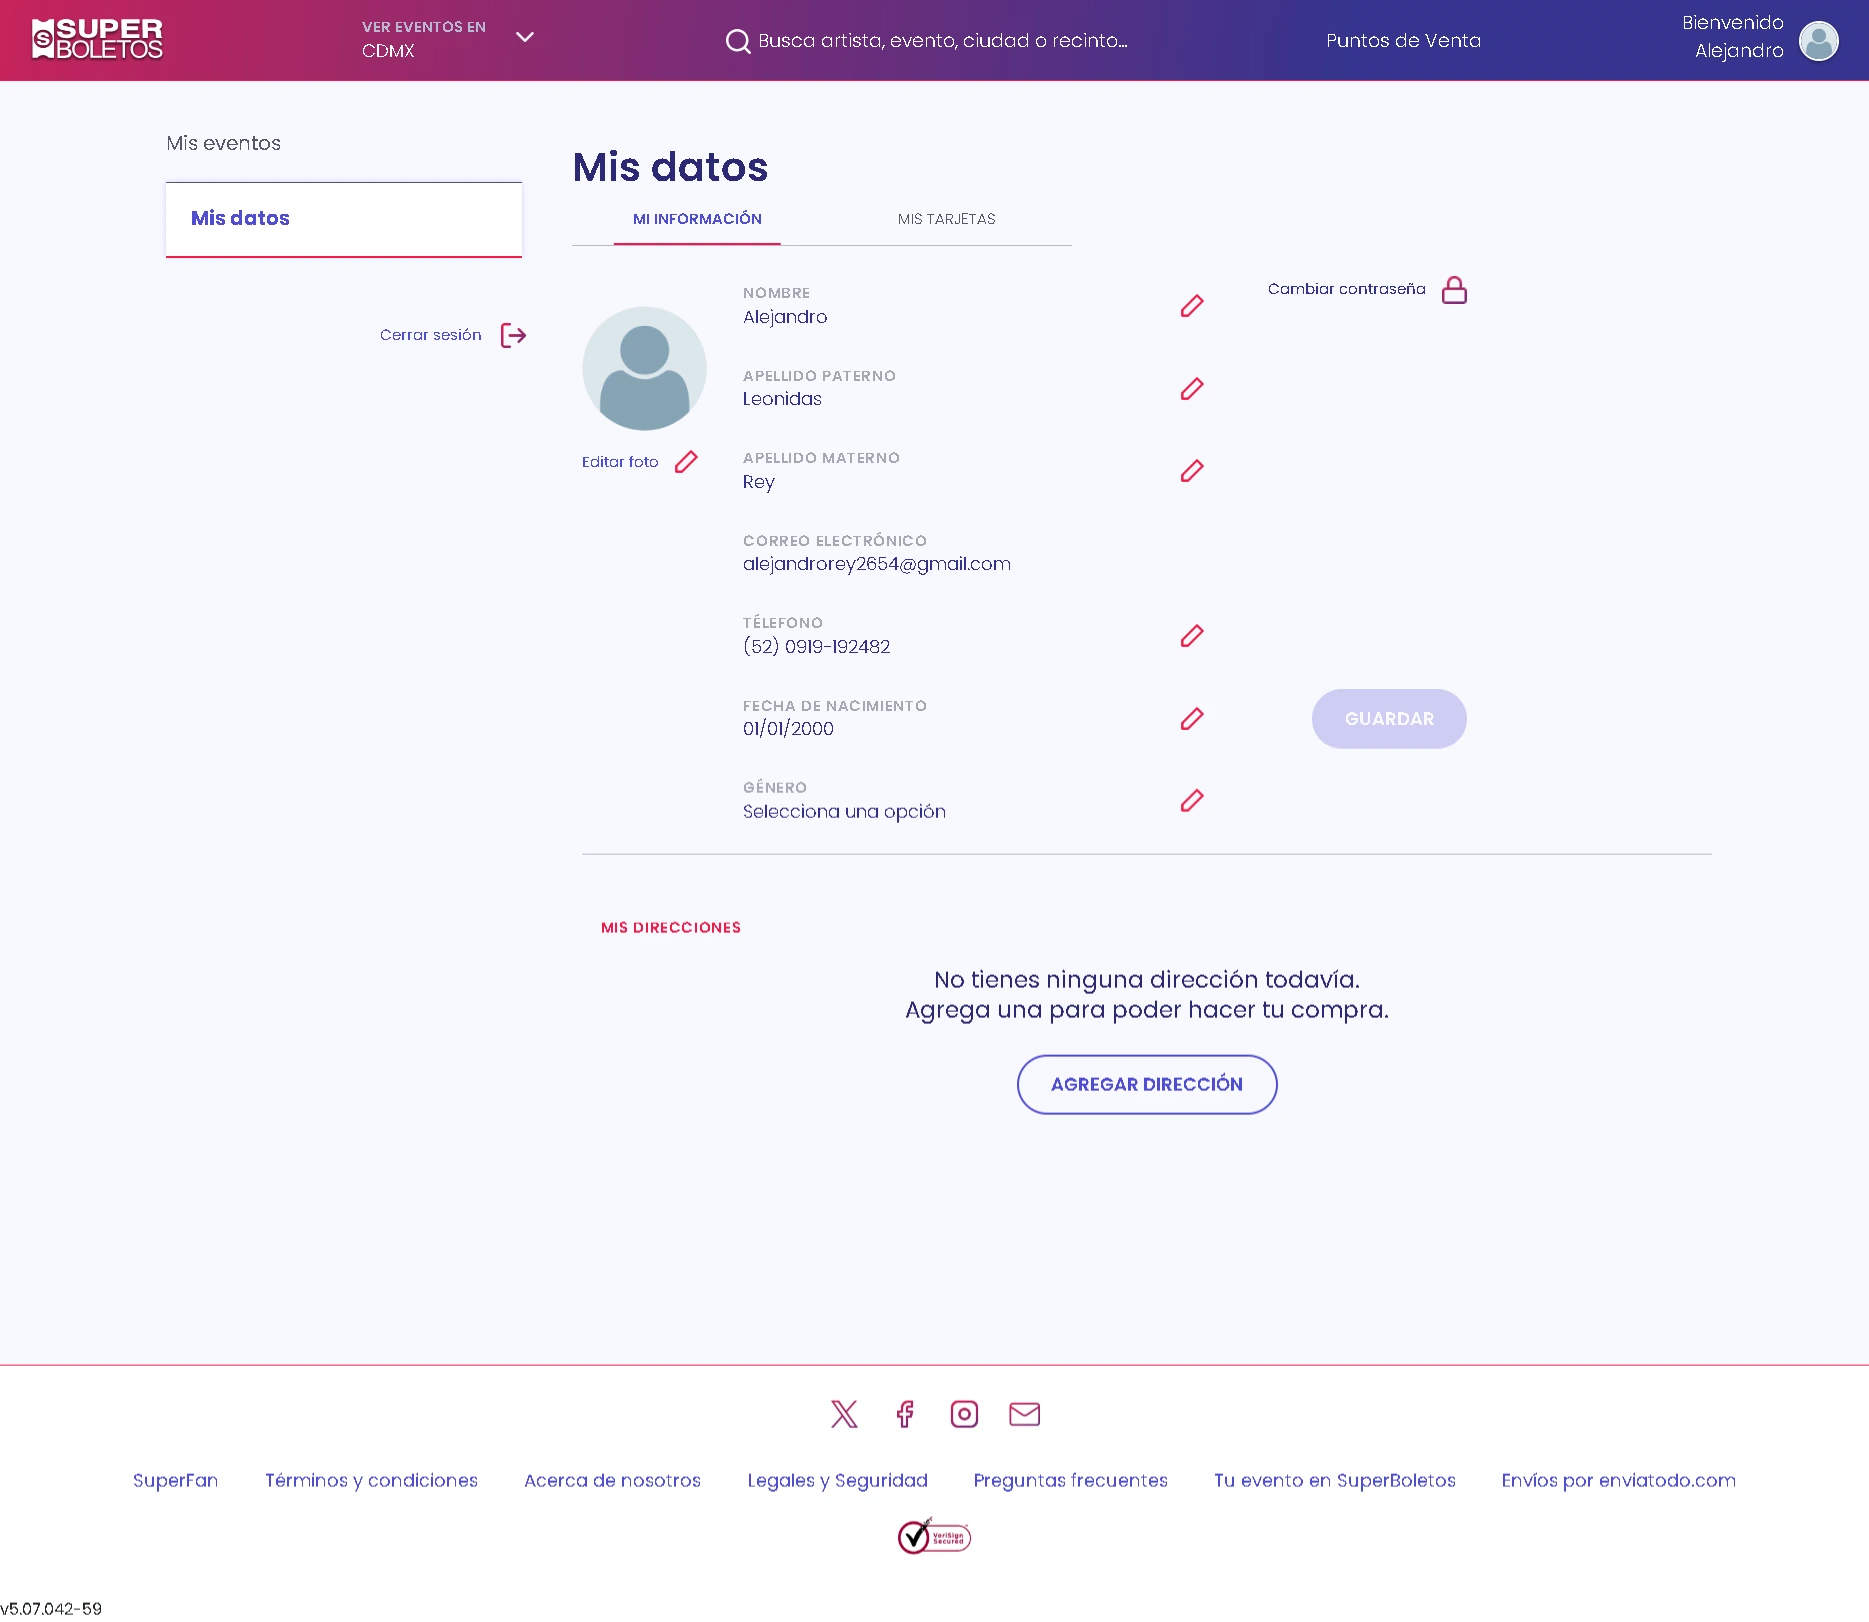 SUPER
BOLETOS
VER EVENTOS EN
CDMX
Busca artista, evento, ciudad o recinto...
Puntos de Venta
Bienvenido
Alejandro
Mis eventos
Mis datos
Cerrar sesión
Mis datos
MI INFORMACIÓN
MIS TARJETAS
Editar foto
NOMBRE
Alejandro
APELLIDO PATERNO
Leonidas
APELLIDO MATERNO
Rey
CORREO ELECTRÓNICO
alejandrorey2654@gmail.com
TÉLEFONO
(52) 0919-192482
FECHA DE NACIMIENTO
01/01/2000
GÉNERO
Selecciona una opción
Cambiar contraseña
GUARDAR
MIS DIRECCIONES
No tienes ninguna dirección todavía.
Agrega una para poder hacer tu compra.
AGREGAR DIRECCIÓN
SuperFan
Términos y condiciones
Acerca de nosotros
Legales y Seguridad
Preguntas frecuentes
Tu evento en SuperBoletos
Envíos por enviatodo.com
VeriSign
Secured
v5.07.042-59